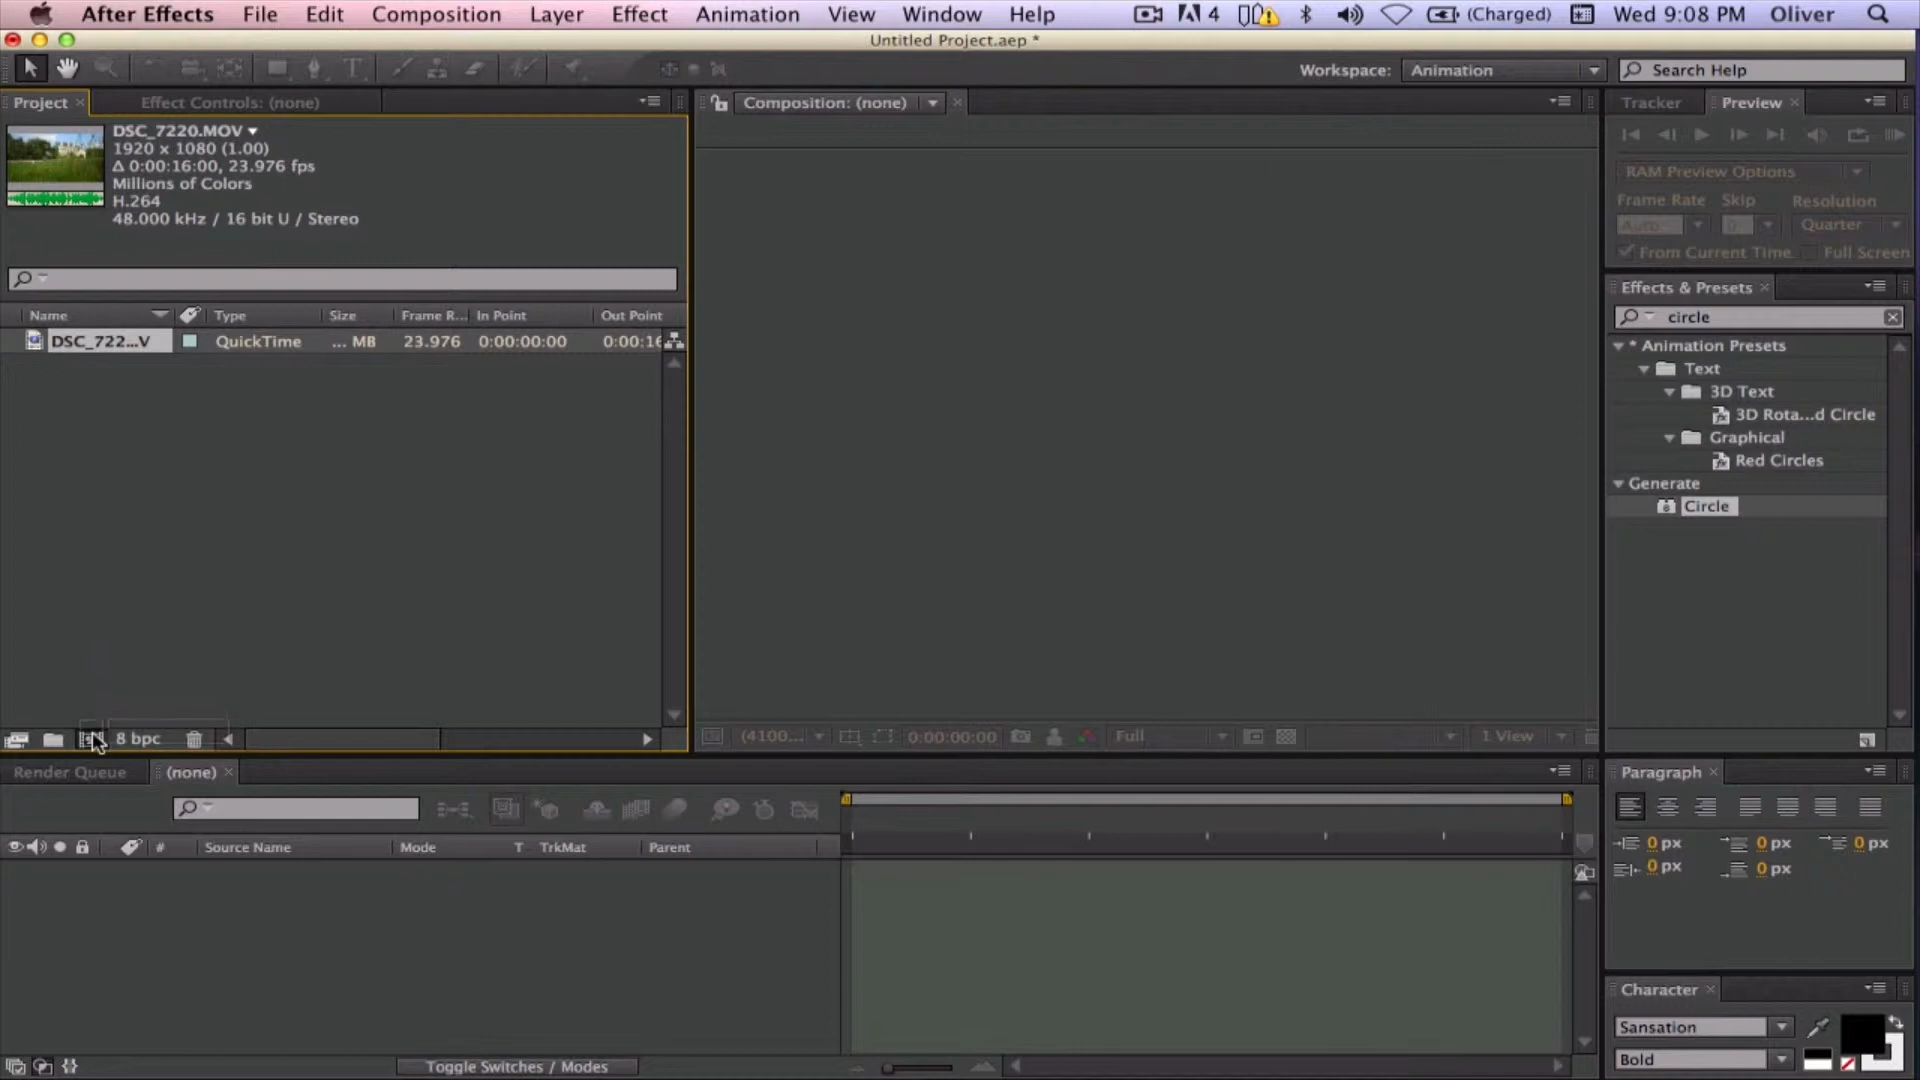 After Effects File Edit Composition Layer Effect Animation View Window Help 4 (Charged) Wed 9:08 PM Oliver
Untitled Project.aep *
Workspace: Animation Search Help
Project Effect Controls: (none) Composition: (none) Tracker Preview
DSC_7220.MOV
1920 x 1080 (1.00)
Δ 0:00:16:00, 23.976 fps
Millions of Colors
H.264
48.000 kHz / 16 bit U / Stereo
RAM Preview Options
Frame Rate Skip Resolution
Auto Quarter
From Current Time Full Screen
Effects & Presets
circle
* Animation Presets
Text
3D Text
3D Rota...d Circle
Graphical
Red Circles
Generate
Circle
Name Type Size Frame R... In Point Out Point
DSC_722...V QuickTime ... MB 23.976 0:00:00:00 0:00:16
8 bpc
(4100... 0:00:00:00 Full 1 View
Render Queue (none)
# Source Name Mode T TrkMat Parent
Toggle Switches / Modes
Paragraph
0 px 0 px 0 px
0 px 0 px
Character
Sansation
Bold